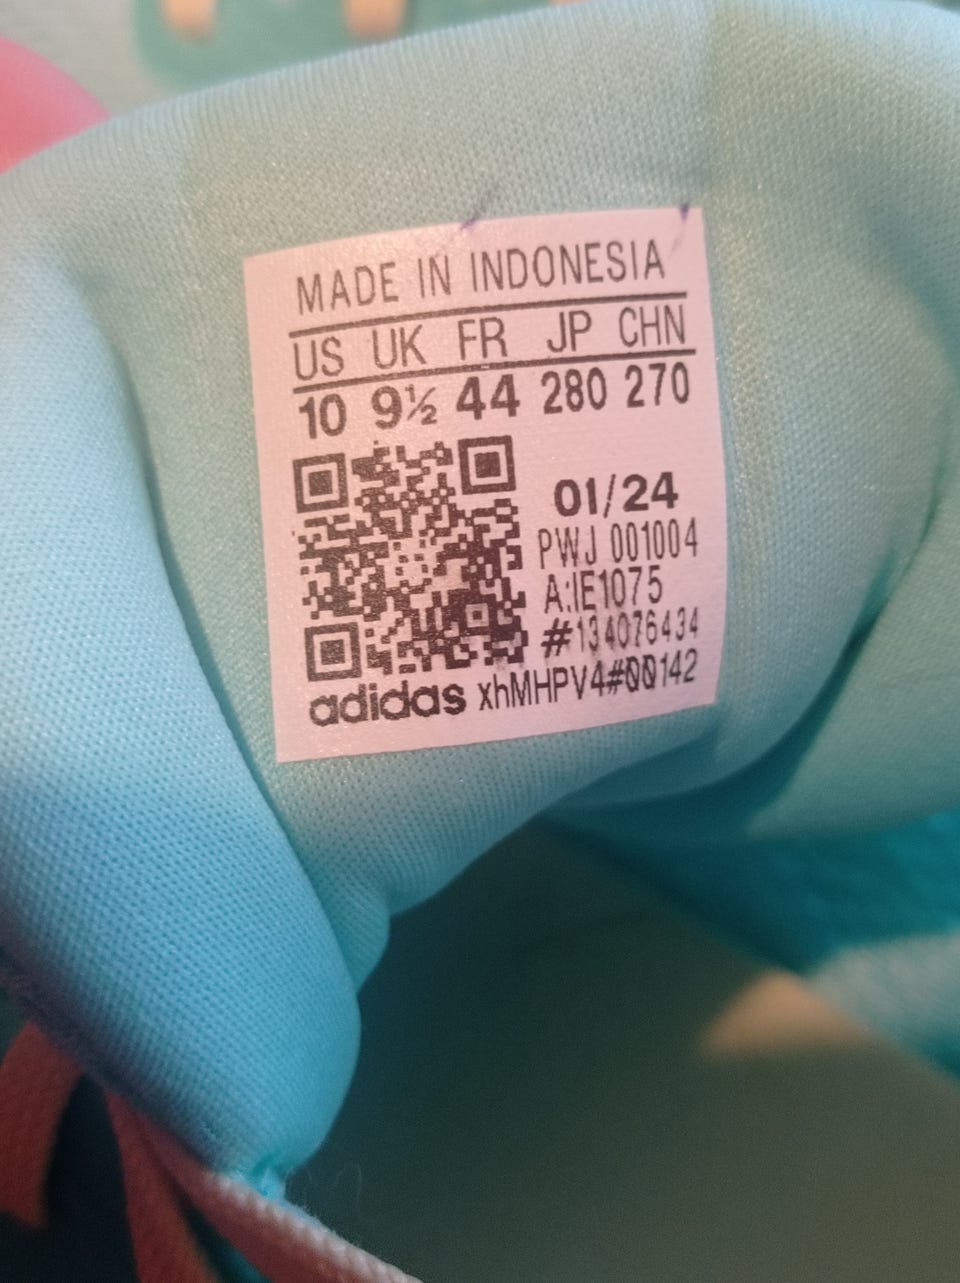 MADE IN INDONESIA
US UK FR JP CHN
10 9½ 44 280 270
01/24
PWJ 001004
A:IE1075
#134076434
adidas xhMHPV4#00142